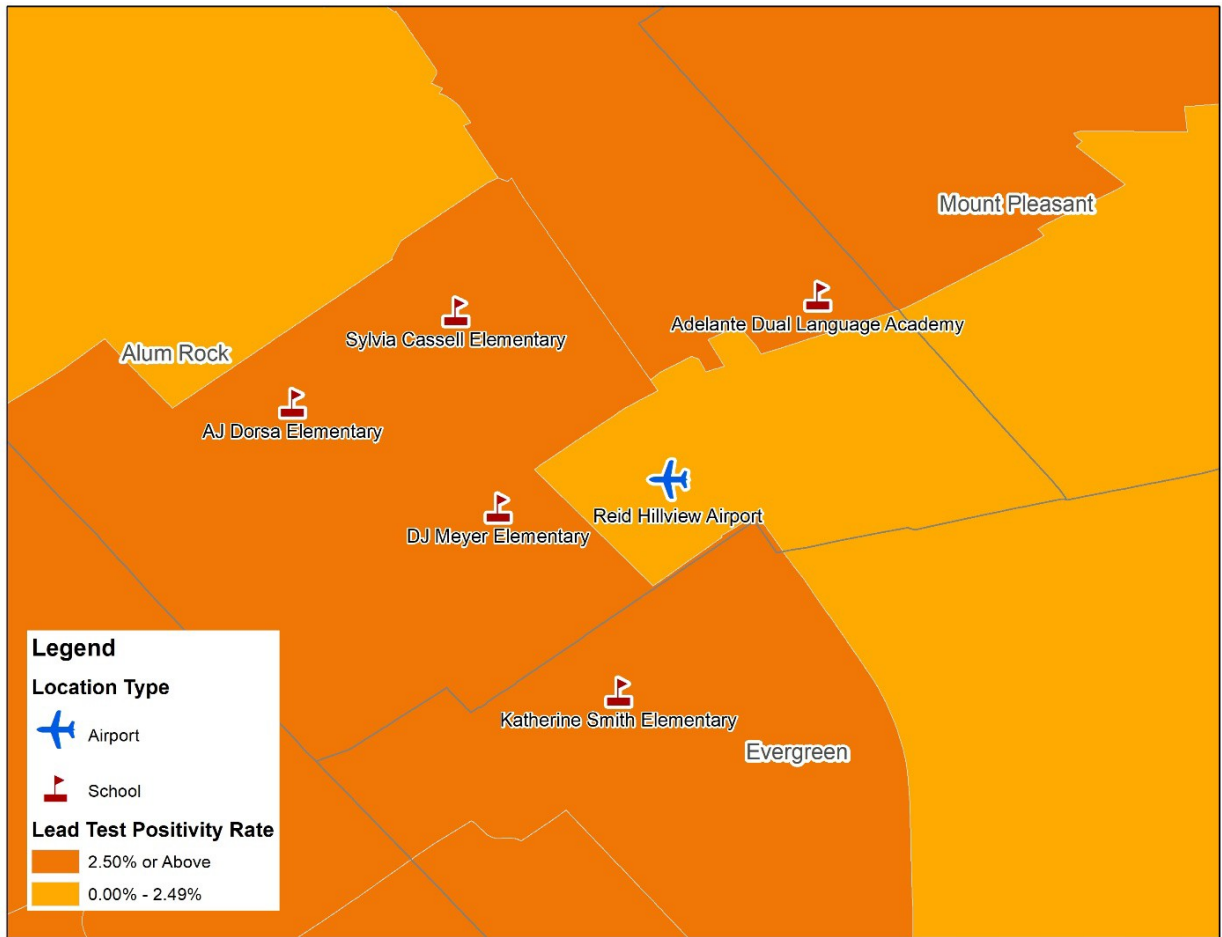 Mount Pleasant
Adelante Dual Language Academy
Sylvia Cassell Elementary
Alum Rock
AJ Dorsa Elementary
Reid Hillview Airport
DJ Meyer Elementary
Katherine Smith Elementary
Evergreen
Legend
Location Type
Airport
School
Lead Test Positivity Rate
2.50% or Above
0.00% - 2.49%